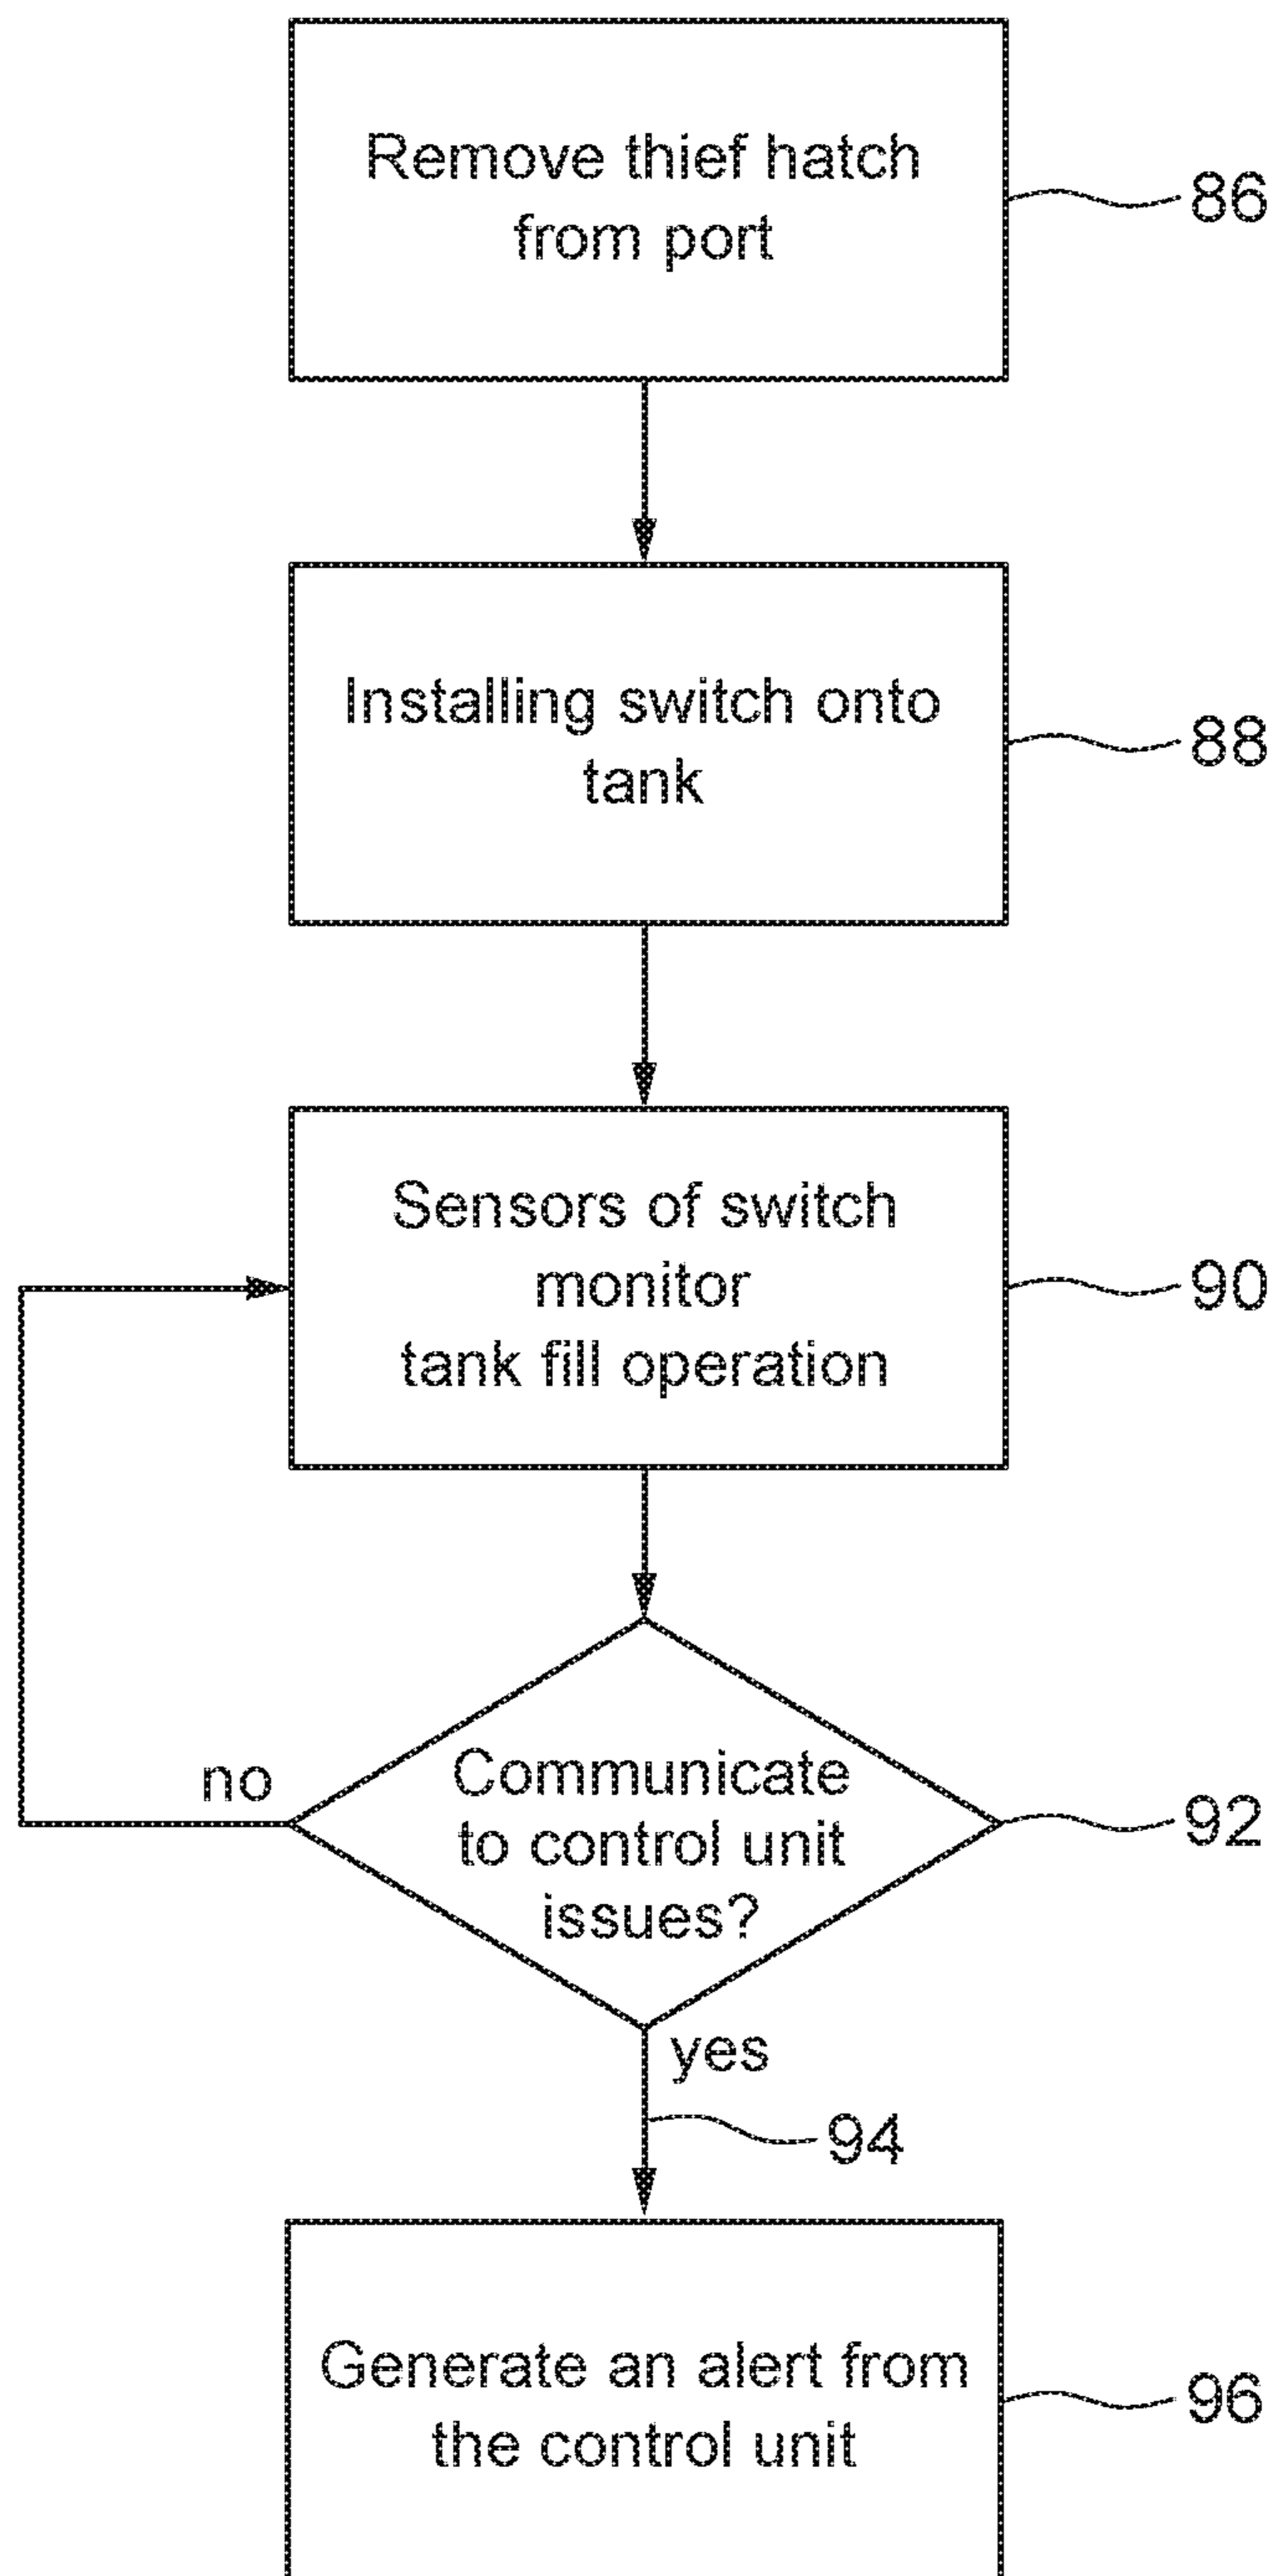 Remove thief hatch
from port
86
Installing switch onto
tank
88
Sensors of switch
monitor
tank fill operation
90
no
Communicate
to control unit
issues?
92
yes
94
Generate an alert from
the control unit
96